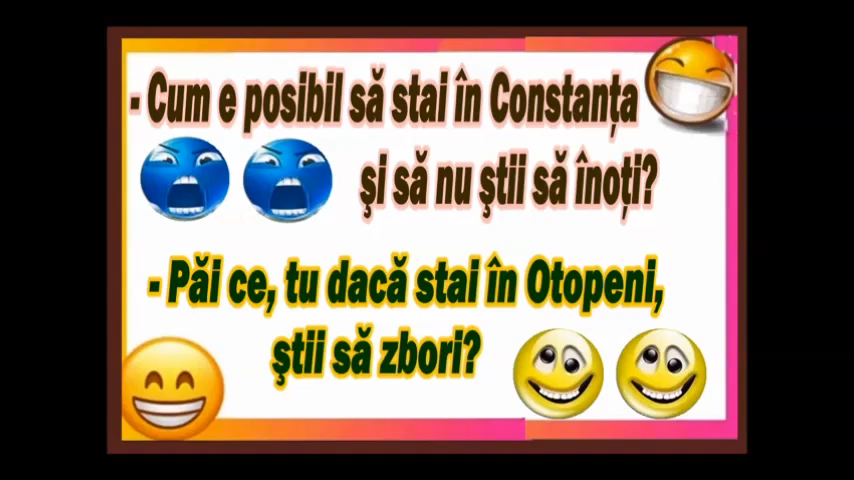 - Cum e posibil să stai în Constanța
şi să nu ştii să înoți?
- Păi ce, tu dacă stai în Otopeni,
ştii să zbori?